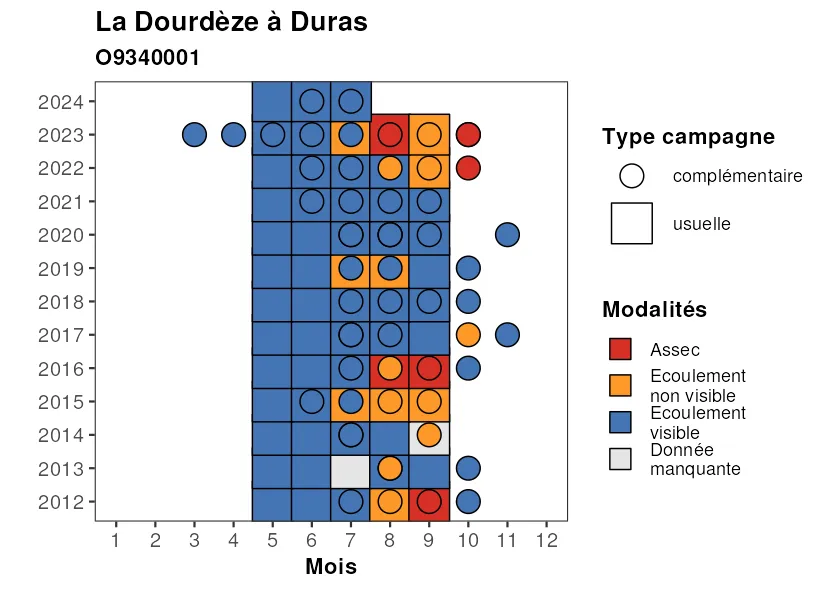 La Dourdèze à Duras
O9340001
2024
2023
2022
2021
2020
2019
2018
2017
2016
2015
2014
2013
2012
1 2 3 4 5 6 7 8 9 10 11 12
Mois
Type campagne
complémentaire
usuelle
Modalités
Assec
Ecoulement
non visible
Ecoulement
visible
Donnée
manquante